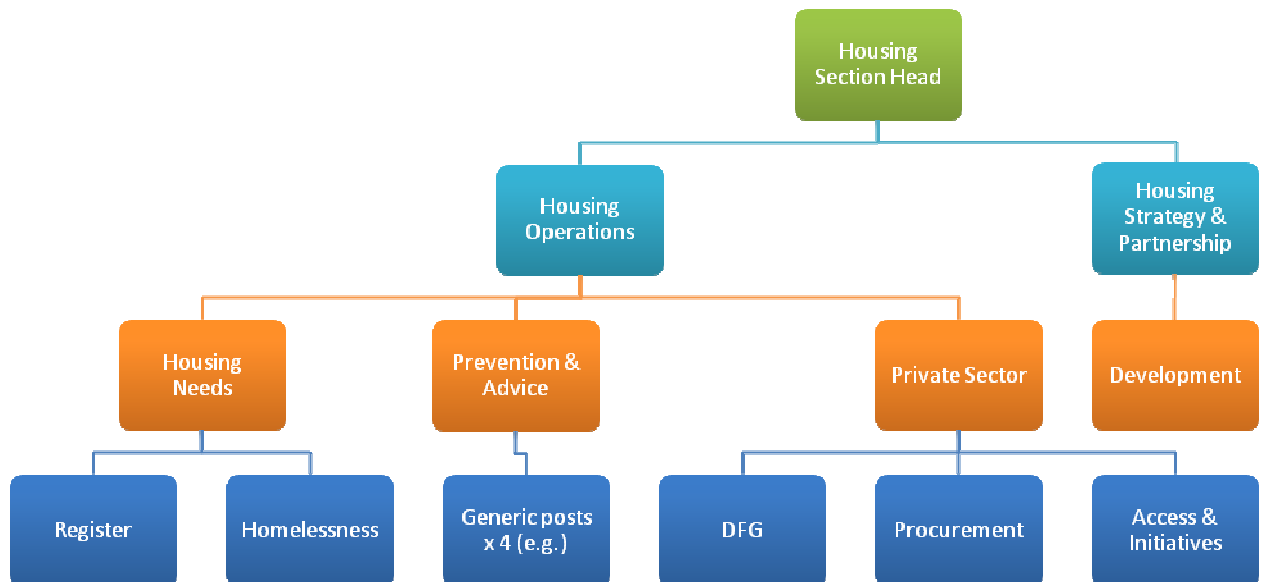 Housing
Section Head
Housing
Operations
Housing
Strategy &
Partnership
Housing
Needs
Prevention &
Advice
Private Sector
Development
Register
Homelessness
Generic posts
x 4 (e.g.)
DFG
Procurement
Access &
Initiatives